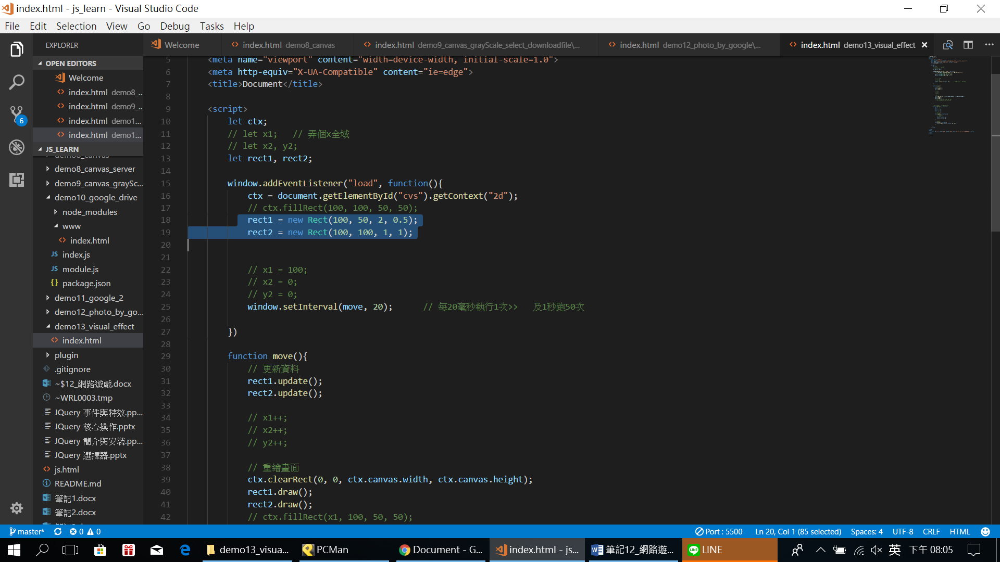 index.html - js_learn - Visual Studio Code
File Edit Selection View Go Debug Tasks Help
EXPLORER
OPEN EDITORS
Welcome
index.html demo8_...
index.html demo9_...
index.html demo1...
index.html demo1...
JS_LEARN
demo8_canvas
demo8_canvas_server
demo9_canvas_graySc...
demo10_google_drive
node_modules
www
index.html
JS index.js
JS module.js
{} package.json
demo11_google_2
demo12_photo_by_go...
demo13_visual_effect
index.html
plugin
.gitignore
~$12_網路遊戲.docx
~WRL0003.tmp
JQuery 事件與特效.pp...
JQuery 核心操作.pptx
JQuery 簡介與安裝.pp...
JQuery 選擇器.pptx
js.html
README.md
筆記1.docx
筆記2.docx
6
Welcome
index.html demo8_canvas
index.html demo9_canvas_grayScale_select_downloadfile\...
index.html demo12_photo_by_google\...
index.html demo13_visual_effect
5 <meta name="viewport" content="width=device-width, initial-scale=1.0">
6 <meta http-equiv="X-UA-Compatible" content="ie=edge">
7 <title>Document</title>
8
9 <script>
10 let ctx;
11 // let x1; // 弄個x全域
12 // let x2, y2;
13 let rect1, rect2;
14
15 window.addEventListener("load", function(){
16 ctx = document.getElementById("cvs").getContext("2d");
17 // ctx.fillRect(100, 100, 50, 50);
18 rect1 = new Rect(100, 50, 2, 0.5);
19 rect2 = new Rect(100, 100, 1, 1);
20
21
22 // x1 = 100;
23 // x2 = 0;
24 // y2 = 0;
25 window.setInterval(move, 20); // 每20毫秒執行1次>> 及1秒跑50次
26
27 })
28
29 function move(){
30 // 更新資料
31 rect1.update();
32 rect2.update();
33
34 // x1++;
35 // x2++;
36 // y2++;
37
38 // 重繪畫面
39 ctx.clearRect(0, 0, ctx.canvas.width, ctx.canvas.height);
40 rect1.draw();
41 rect2.draw();
42 // ctx.fillRect(x1, 100, 50, 50);
master* 0 0 Port : 5500 Ln 20, Col 1 (85 selected) Spaces: 4 UTF-8 CRLF HTML
demo13_visua... PCMan Document - G... index.html - js... 筆記12_網路遊... LINE 英 下午 08:05